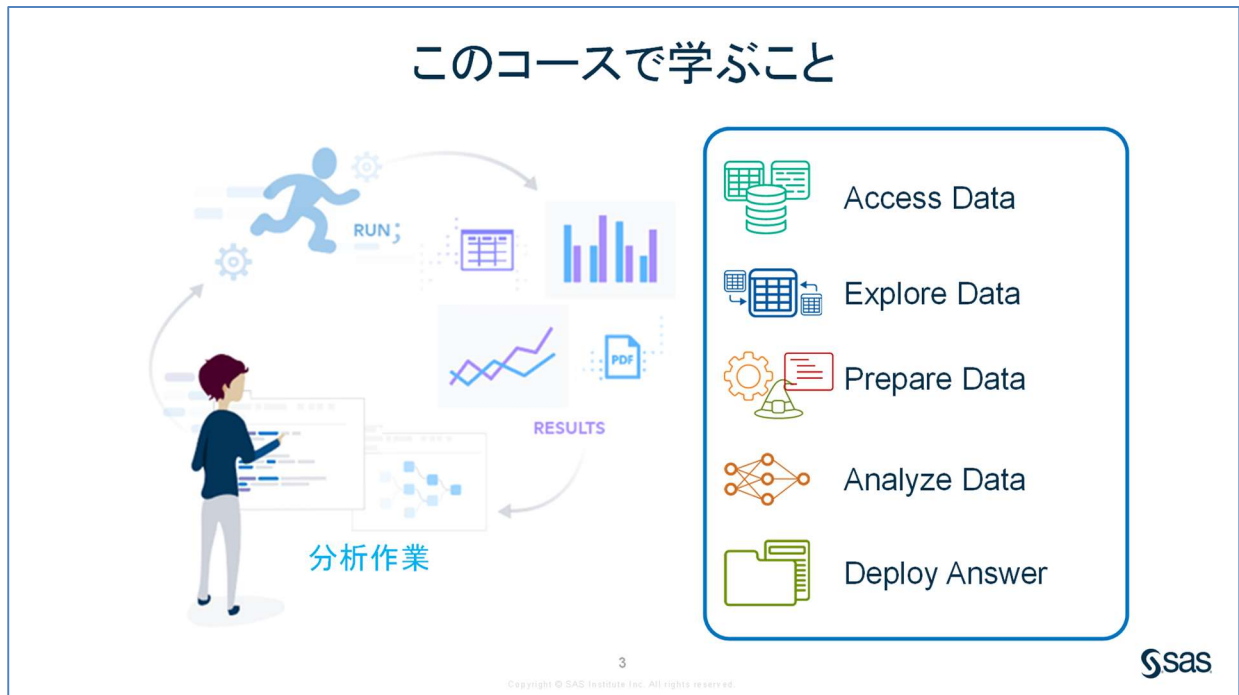 このコースで学ぶこと
RUN;
PDF
RESULTS
分析作業
Access Data
Explore Data
Prepare Data
Analyze Data
Deploy Answer
3
Copyright © SAS Institute Inc. All rights reserved.
sas